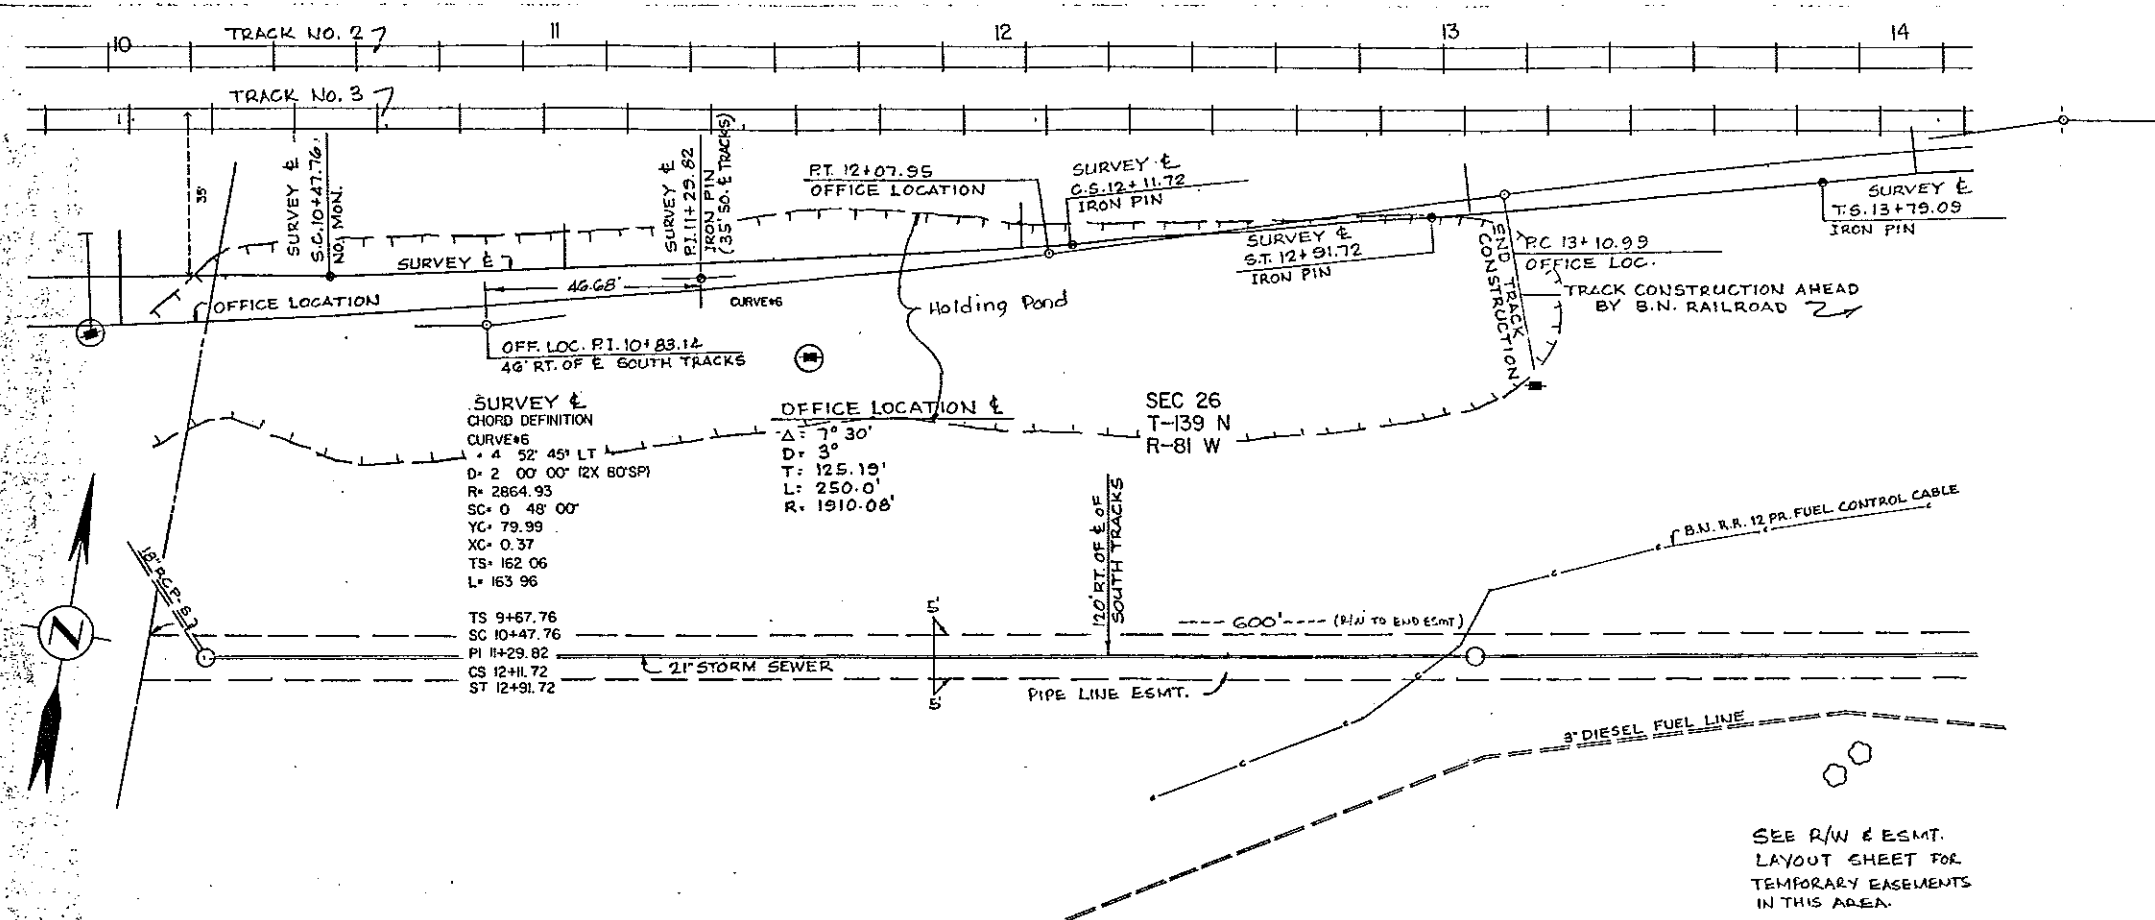 10
TRACK NO. 2
11
12
13
14
TRACK NO. 3
35'
SURVEY ℄
S.C. 10+47.76
NO. MON.
SURVEY ℄
P.I. 11+29.82
IRON PIN
(35' SO. ℄ TRACKS)
P.T. 12+07.95
OFFICE LOCATION
SURVEY ℄
C.S. 12+11.72
IRON PIN
SURVEY ℄
T.S. 13+79.09
IRON PIN
SURVEY ℄
SURVEY ℄
S.T. 12+91.72
IRON PIN
END TRACK
CONSTRUCTION
P.C 13+10.99
OFFICE LOC.
OFFICE LOCATION
46.68'
CURVE#6
Holding Pond
TRACK CONSTRUCTION AHEAD
BY B.N. RAILROAD
OFF. LOC. P.I. 10+83.14
46' RT. OF ℄ SOUTH TRACKS
SURVEY ℄
CHORD DEFINITION
CURVE#6
4 52' 45" LT
D= 2 00' 00" (2X 80'SP)
R= 2864.93
SC= 0 48' 00"
YC= 79.99
XC= 0.37
TS= 162 06
L= 163 96
TS 9+67.76
SC 10+47.76
PI 11+29.82
CS 12+11.72
ST 12+91.72
OFFICE LOCATION ℄
Δ= 7° 30'
D= 3°
T= 125.19'
L= 250.0'
R= 1910.08'
SEC 26
T-139 N
R-81 W
120' RT. OF ℄ OF
SOUTH TRACKS
B.N. R.R. 12 PR. FUEL CONTROL CABLE
18" R.C.P.
N
5'
600' (R/W TO END ESMT)
21" STORM SEWER
5'
PIPE LINE ESMT.
3" DIESEL FUEL LINE
SEE R/W & ESMT.
LAYOUT SHEET FOR
TEMPORARY EASEMENTS
IN THIS AREA.